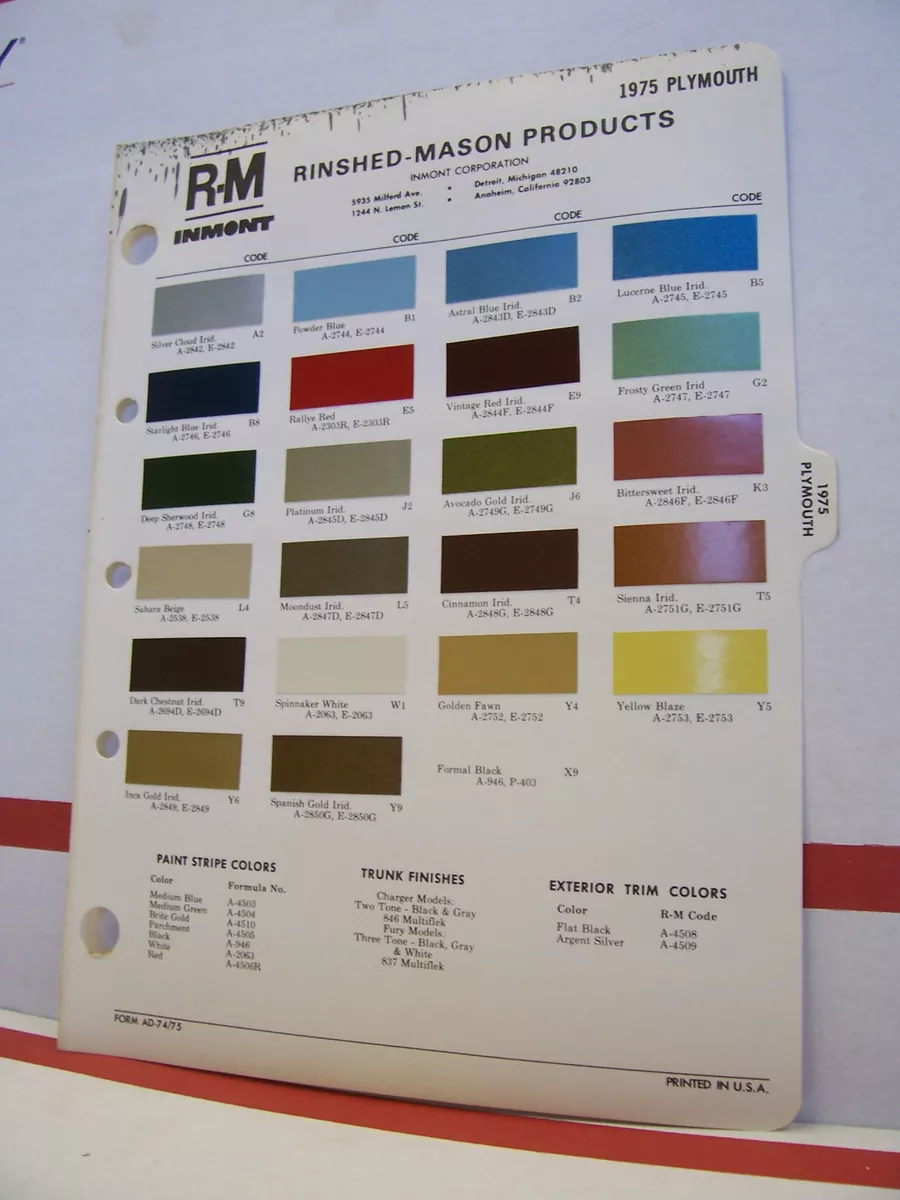 Y
1975 PLYMOUTH
R-M
INMONT
RINSHED-MASON PRODUCTS
INMONT CORPORATION
5935 Milford Ave. • Detroit, Michigan 48210
1244 N. Lemon St. • Anaheim, California 92803
CODE CODE CODE CODE
Silver Cloud Irid. A2
A-2842, E-2842
Powder Blue B1
A-2744, E-2744
Astral Blue Irid. B2
A-2843D, E-2843D
Lucerne Blue Irid. B5
A-2745, E-2745
Starlight Blue Irid. B8
A-2746, E-2746
Rallye Red E5
A-2303R, E-2303R
Vintage Red Irid. E9
A-2844F, E-2844F
Frosty Green Irid G2
A-2747, E-2747
Deep Sherwood Irid. G8
A-2748, E-2748
Platinum Irid. J2
A-2845D, E-2845D
Avocado Gold Irid. J6
A-2749G, E-2749G
Bittersweet Irid. K3
A-2846F, E-2846F
Sahara Beige L4
A-2538, E-2538
Moondust Irid. L5
A-2847D, E-2847D
Cinnamon Irid. T4
A-2848G, E-2848G
Sienna Irid. T5
A-2751G, E-2751G
Dark Chestnut Irid. T9
A-2694D, E-2694D
Spinnaker White W1
A-2063, E-2063
Golden Fawn Y4
A-2752, E-2752
Yellow Blaze Y5
A-2753, E-2753
Inca Gold Irid. Y6
A-2849, E-2849
Spanish Gold Irid. Y9
A-2850G, E-2850G
Formal Black X9
A-946, P-403
1975
PLYMOUTH
PAINT STRIPE COLORS
Color Formula No.
Medium Blue A-4503
Medium Green A-4504
Brite Gold A-4510
Parchment A-4505
Black A-946
White A-2063
Red A-4506R
TRUNK FINISHES
Charger Models:
Two Tone - Black & Gray
846 Multiflek
Fury Models:
Three Tone - Black, Gray
& White
837 Multiflek
EXTERIOR TRIM COLORS
Color R-M Code
Flat Black A-4508
Argent Silver A-4509
FORM AD-74/75
PRINTED IN U.S.A.